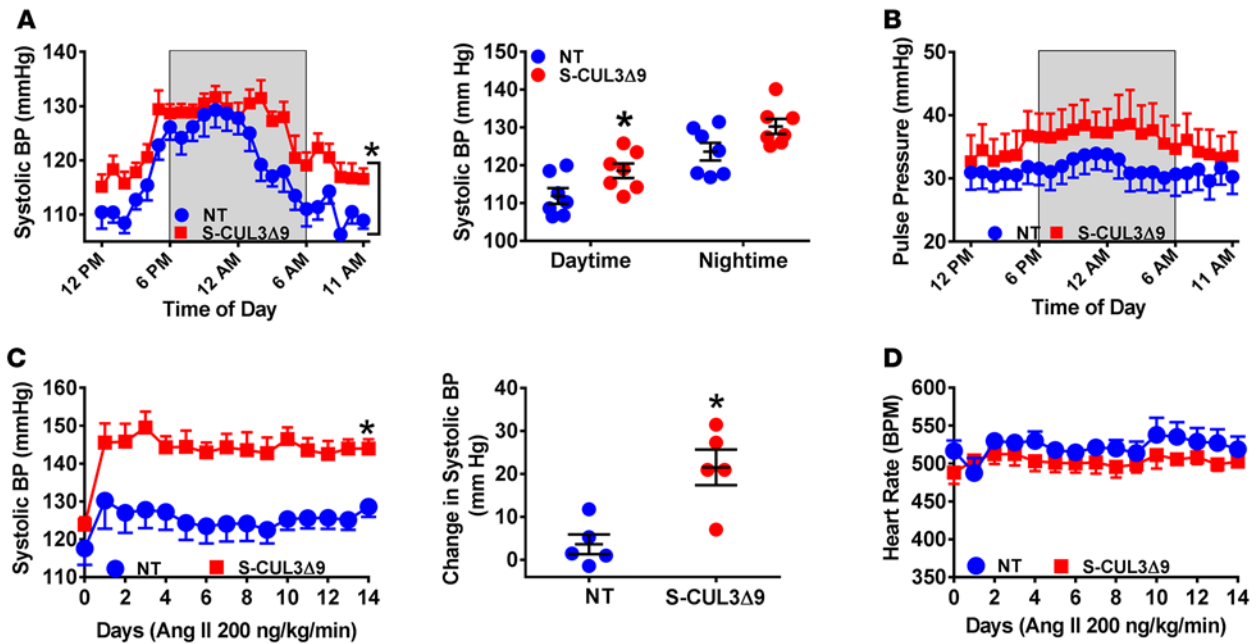 A
Systolic BP (mmHg)
140
130
120
110
NT
S-CUL3Δ9
*
12 PM
6 PM
12 AM
6 AM
11 AM
Time of Day
Systolic BP (mm Hg)
140
130
120
110
100
NT
S-CUL3Δ9
*
Daytime
Nightime
B
Pulse Pressure (mmHg)
50
40
30
20
NT
S-CUL3Δ9
12 PM
6 PM
12 AM
6 AM
11 AM
Time of Day
C
Systolic BP (mmHg)
160
150
140
130
120
110
*
NT
S-CUL3Δ9
0 2 4 6 8 10 12 14
Days (Ang II 200 ng/kg/min)
Change in Systolic BP
(mm Hg)
40
30
20
10
0
*
NT
S-CUL3Δ9
D
Heart Rate (BPM)
600
550
500
450
400
350
NT
S-CUL3Δ9
0 2 4 6 8 10 12 14
Days (Ang II 200 ng/kg/min)